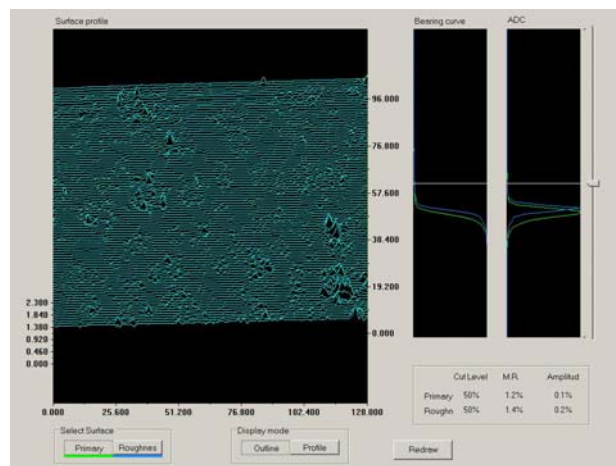 Surface profile
Bearing curve
ADC
96.000
76.800
57.600
38.400
19.200
0.000
2.300
1.840
1.380
0.920
0.460
0.000
0.000 25.600 51.200 76.800 102.400 128.000
Cut Level M.R. Amplitud
Primary 50% 1.2% 0.1%
Roughn 50% 1.4% 0.2%
Select Surface
Primary Roughnes
Display mode
Outline Profile
Redraw